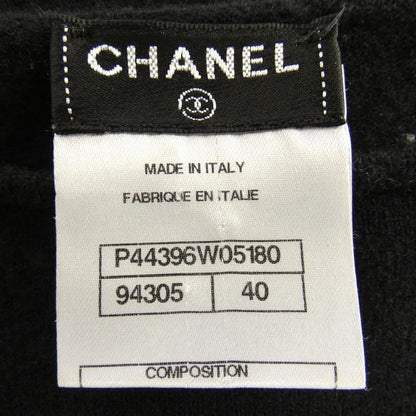 CHANEL
MADE IN ITALY
FABRIQUE EN ITALIE
P44396W05180
94305 40
COMPOSITION